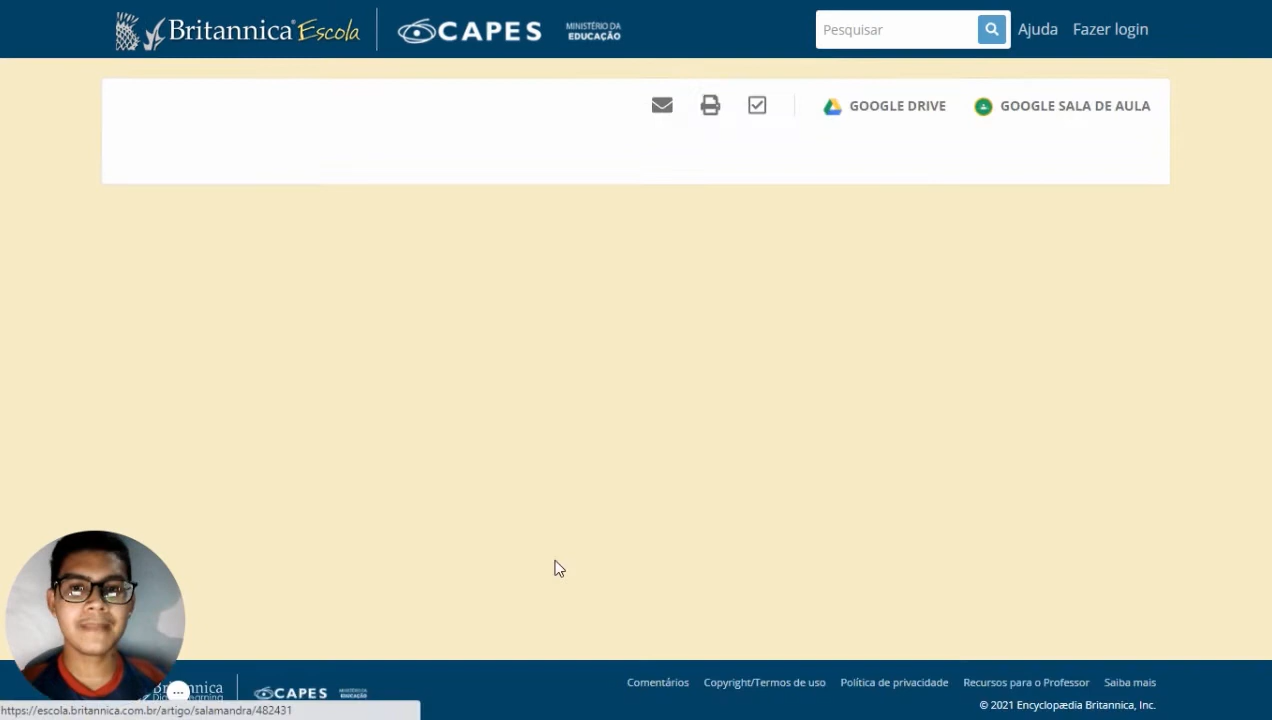 Britannica® Escola
CAPES
MINISTÉRIO DA
EDUCAÇÃO
Pesquisar
Ajuda
Fazer login
GOOGLE DRIVE
GOOGLE SALA DE AULA
CAPES
Comentários
Copyright/Termos de uso
Política de privacidade
Recursos para o Professor
Saiba mais
© 2021 Encyclopædia Britannica, Inc.
https://escola.britannica.com.br/artigo/salamandra/482431